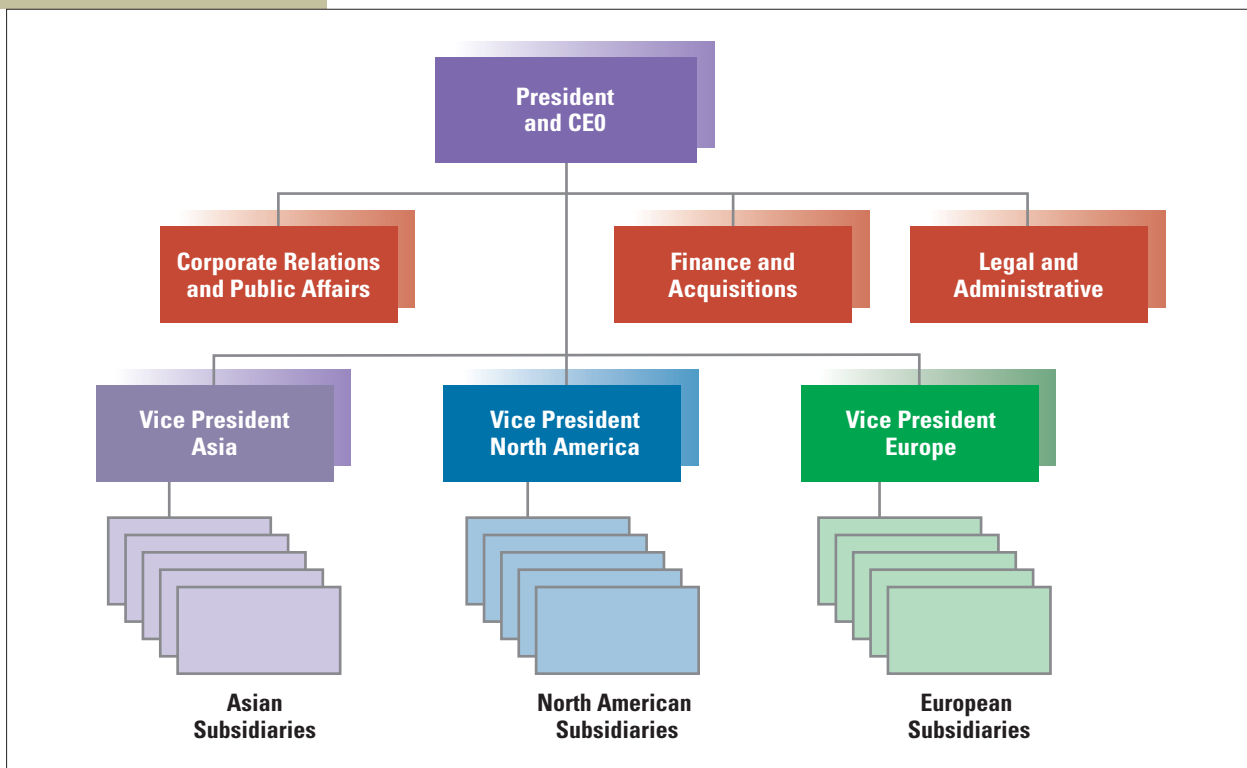 President
and CE0
Corporate Relations
and Public Affairs
Finance and
Acquisitions
Legal and
Administrative
Vice President
Asia
Vice President
North America
Vice President
Europe
Asian
Subsidiaries
North American
Subsidiaries
European
Subsidiaries